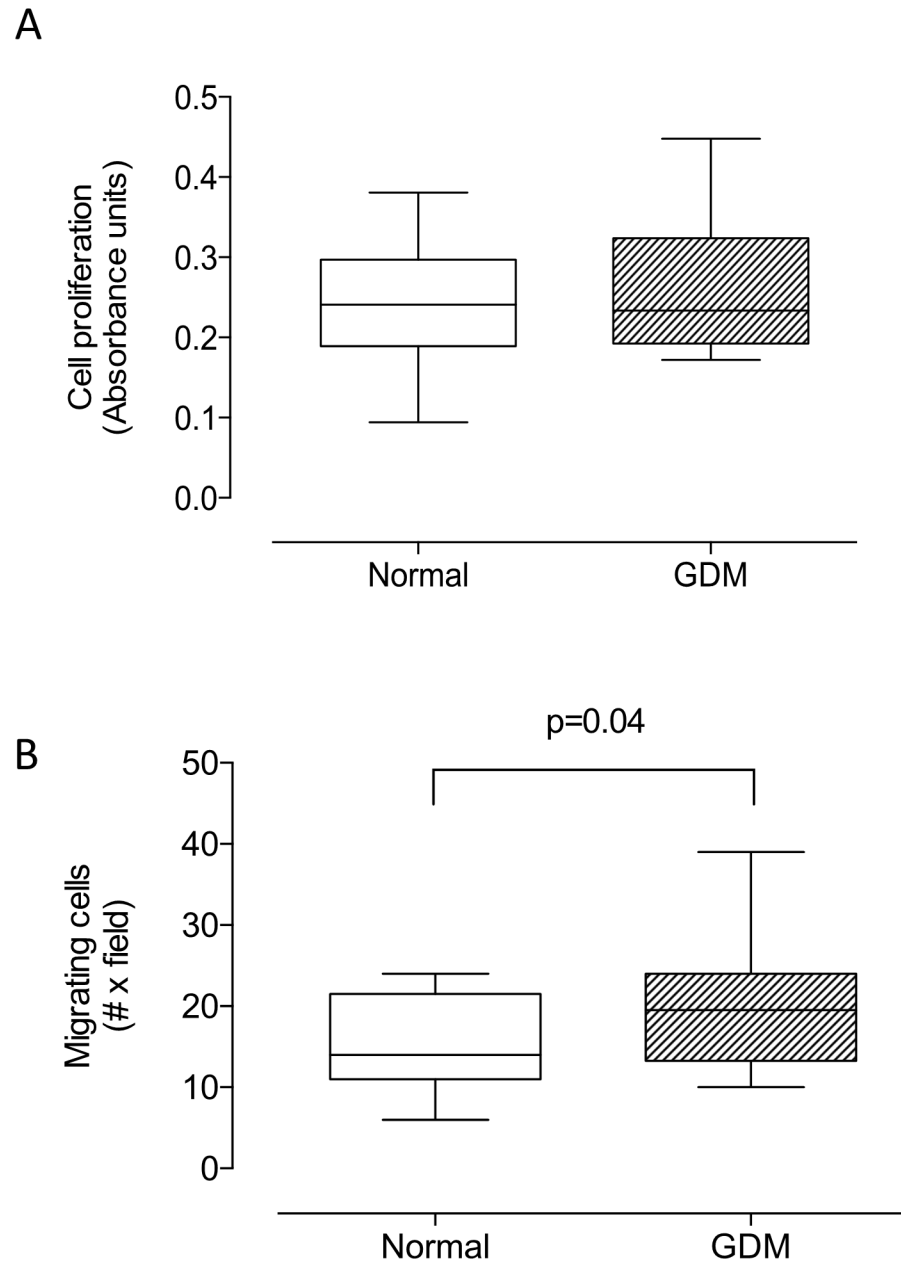 A
0.5
0.4
0.3
0.2
0.1
0.0
Cell proliferation
(Absorbance units)
Normal
GDM
B
p=0.04
50
40
30
20
10
0
Migrating cells
(# x field)
Normal
GDM